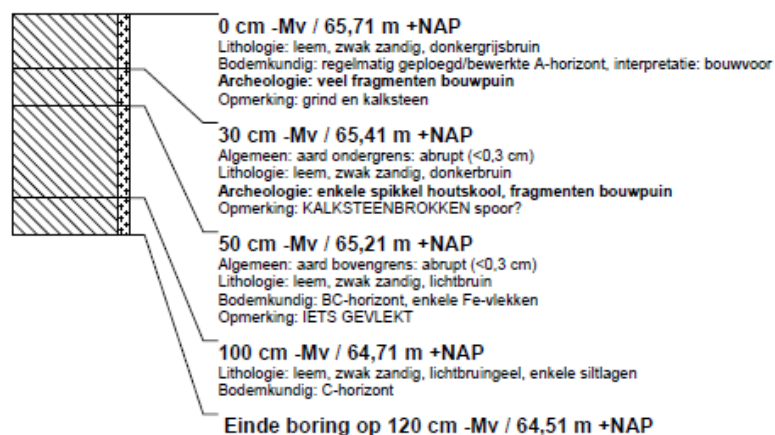 0 cm -Mv / 65,71 m +NAP
Lithologie: leem, zwak zandig, donkergrijsbruin
Bodemkundig: regelmatig geploegd/bewerkte A-horizont, interpretatie: bouwvoor
Archeologie: veel fragmenten bouwpuin
Opmerking: grind en kalksteen
30 cm -Mv / 65,41 m +NAP
Algemeen: aard ondergrens: abrupt (<0,3 cm)
Lithologie: leem, zwak zandig, donkerbruin
Archeologie: enkele spikkel houtskool, fragmenten bouwpuin
Opmerking: KALKSTEENBROKKEN spoor?
50 cm -Mv / 65,21 m +NAP
Algemeen: aard bovengrens: abrupt (<0,3 cm)
Lithologie: leem, zwak zandig, lichtbruin
Bodemkundig: BC-horizont, enkele Fe-vlekken
Opmerking: IETS GEVLEKT
100 cm -Mv / 64,71 m +NAP
Lithologie: leem, zwak zandig, lichtbruingeel, enkele siltlagen
Bodemkundig: C-horizont
Einde boring op 120 cm -Mv / 64,51 m +NAP